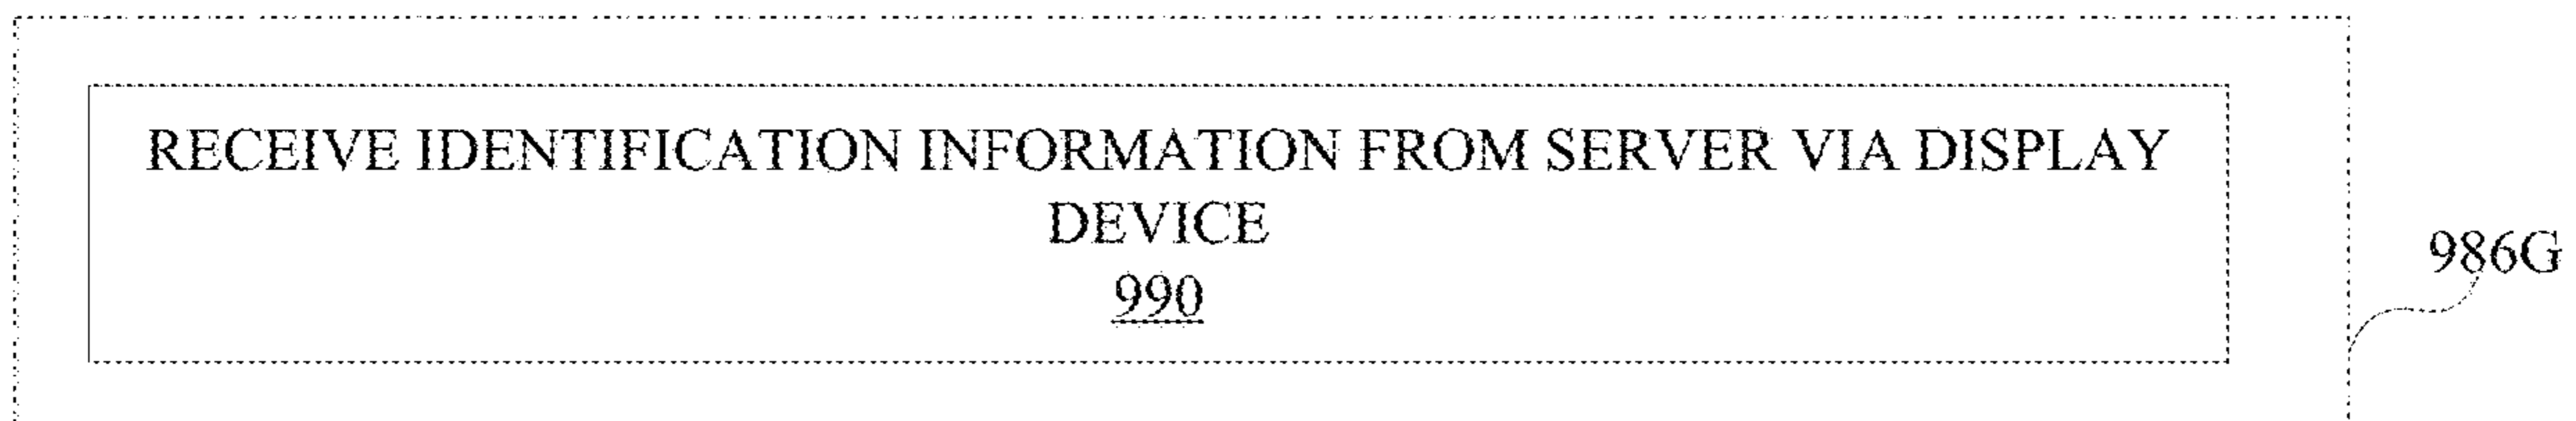 RECEIVE IDENTIFICATION INFORMATION FROM SERVER VIA DISPLAY
DEVICE
990
986G